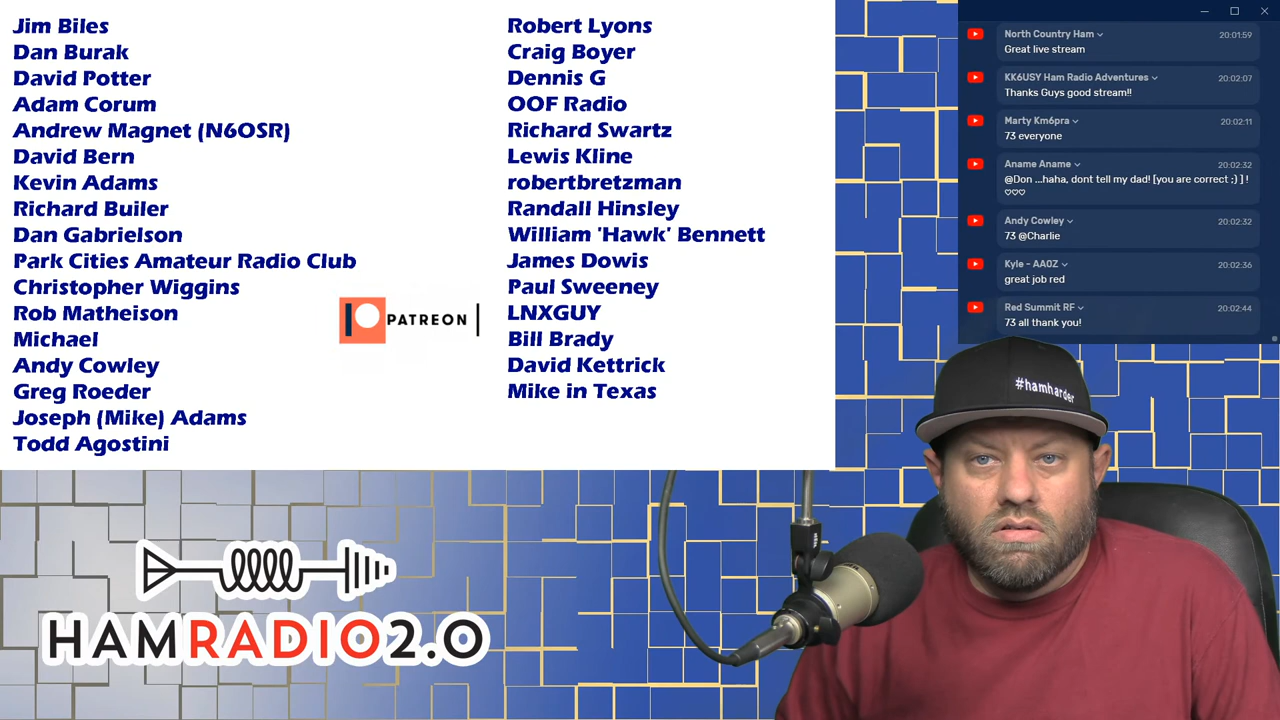 Jim Biles
Dan Burak
David Potter
Adam Corum
Andrew Magnet (N6OSR)
David Bern
Kevin Adams
Richard Builer
Dan Gabrielson
Park Cities Amateur Radio Club
Christopher Wiggins
Rob Matheison
Michael
Andy Cowley
Greg Roeder
Joseph (Mike) Adams
Todd Agostini
Robert Lyons
Craig Boyer
Dennis G
OOF Radio
Richard Swartz
Lewis Kline
robertbretzman
Randall Hinsley
William 'Hawk' Bennett
James Dowis
Paul Sweeney
LNXGUY
Bill Brady
David Kettrick
Mike in Texas
PATREON
North Country Ham 20:01:59
Great live stream
KK6USY Ham Radio Adventures 20:02:07
Thanks Guys good stream!!
Marty Km6pra 20:02:11
73 everyone
Aname Aname 20:02:32
@Don ...haha, dont tell my dad! [you are correct ;) ] !
♡♡♡
Andy Cowley 20:02:32
73 @Charlie
Kyle - AA0Z 20:02:36
great job red
Red Summit RF 20:02:44
73 all thank you!
#hamharder
HAMRADIO2.0